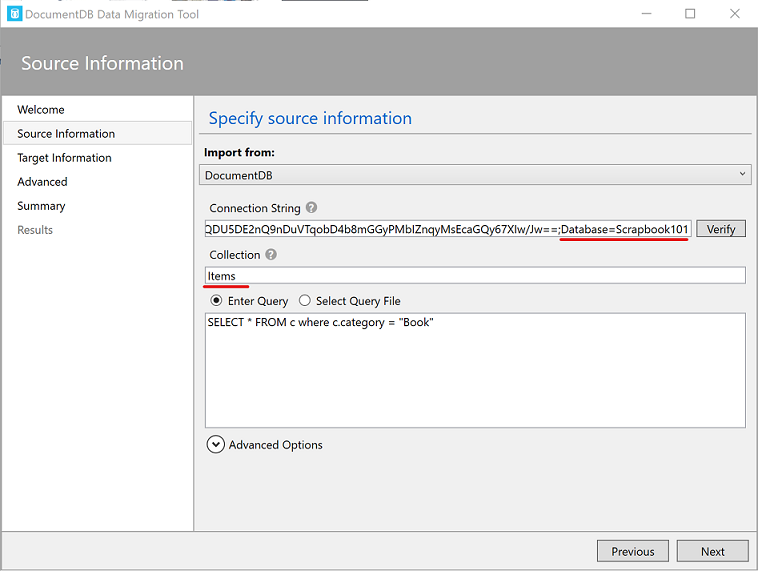 DocumentDB Data Migration Tool
Source Information
Welcome
Source Information
Target Information
Advanced
Summary
Results
Specify source information
Import from:
DocumentDB
Connection String
QDU5DE2nQ9nDuVTqobD4b8mGGyPMbIZnqyMsEcaGQy67XIw/Jw==;Database=Scrapbook101 Verify
Collection
Items
Enter Query Select Query File
SELECT * FROM c where c.category = "Book"
Advanced Options
Previous Next